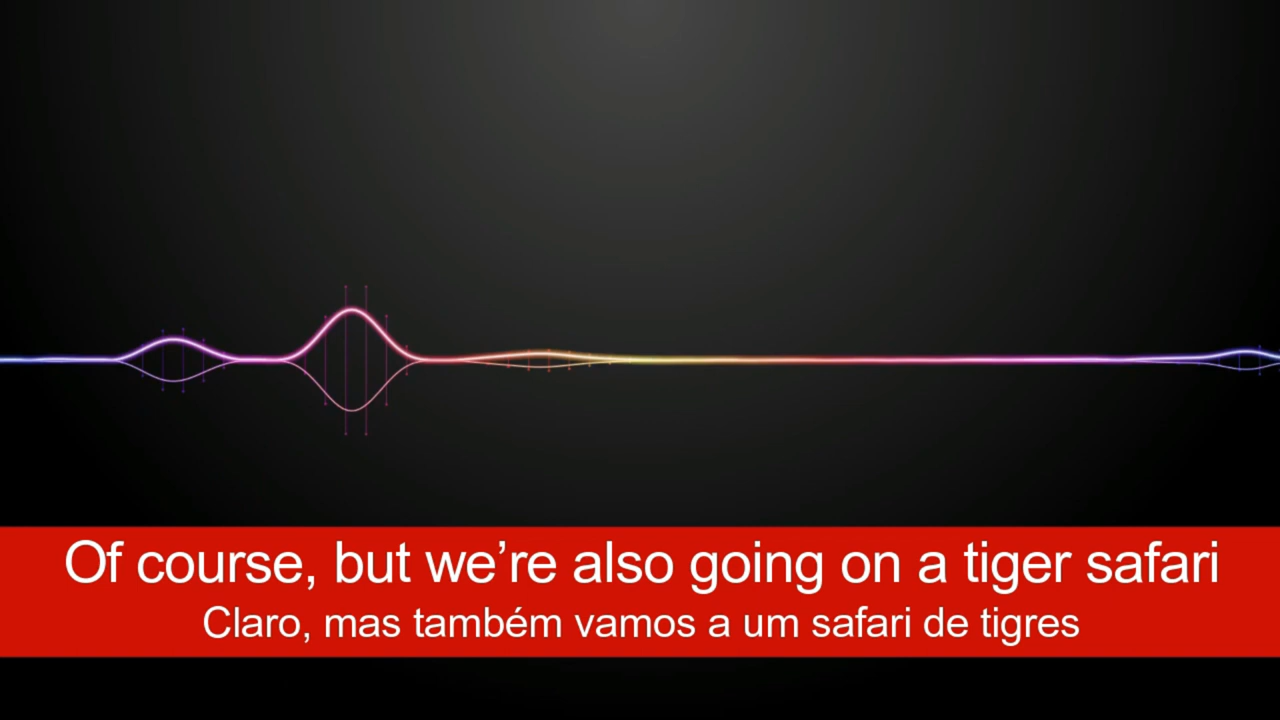 Of course, but we’re also going on a tiger safari
Claro, mas também vamos a um safari de tigres